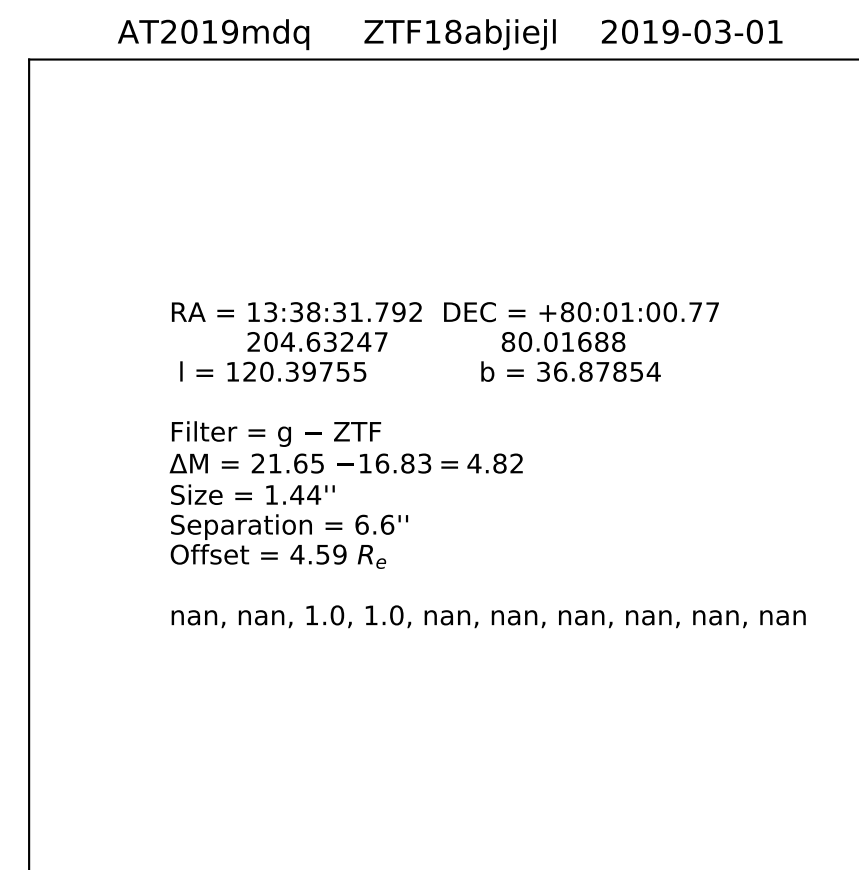 AT2019mdq ZTF18abjiejl 2019-03-01
RA = 13:38:31.792 DEC = +80:01:00.77
204.63247 80.01688
l = 120.39755 b = 36.87854
Filter = g − ZTF
ΔM = 21.65 −16.83 = 4.82
Size = 1.44''
Separation = 6.6''
Offset = 4.59 Rₑ
nan, nan, 1.0, 1.0, nan, nan, nan, nan, nan, nan